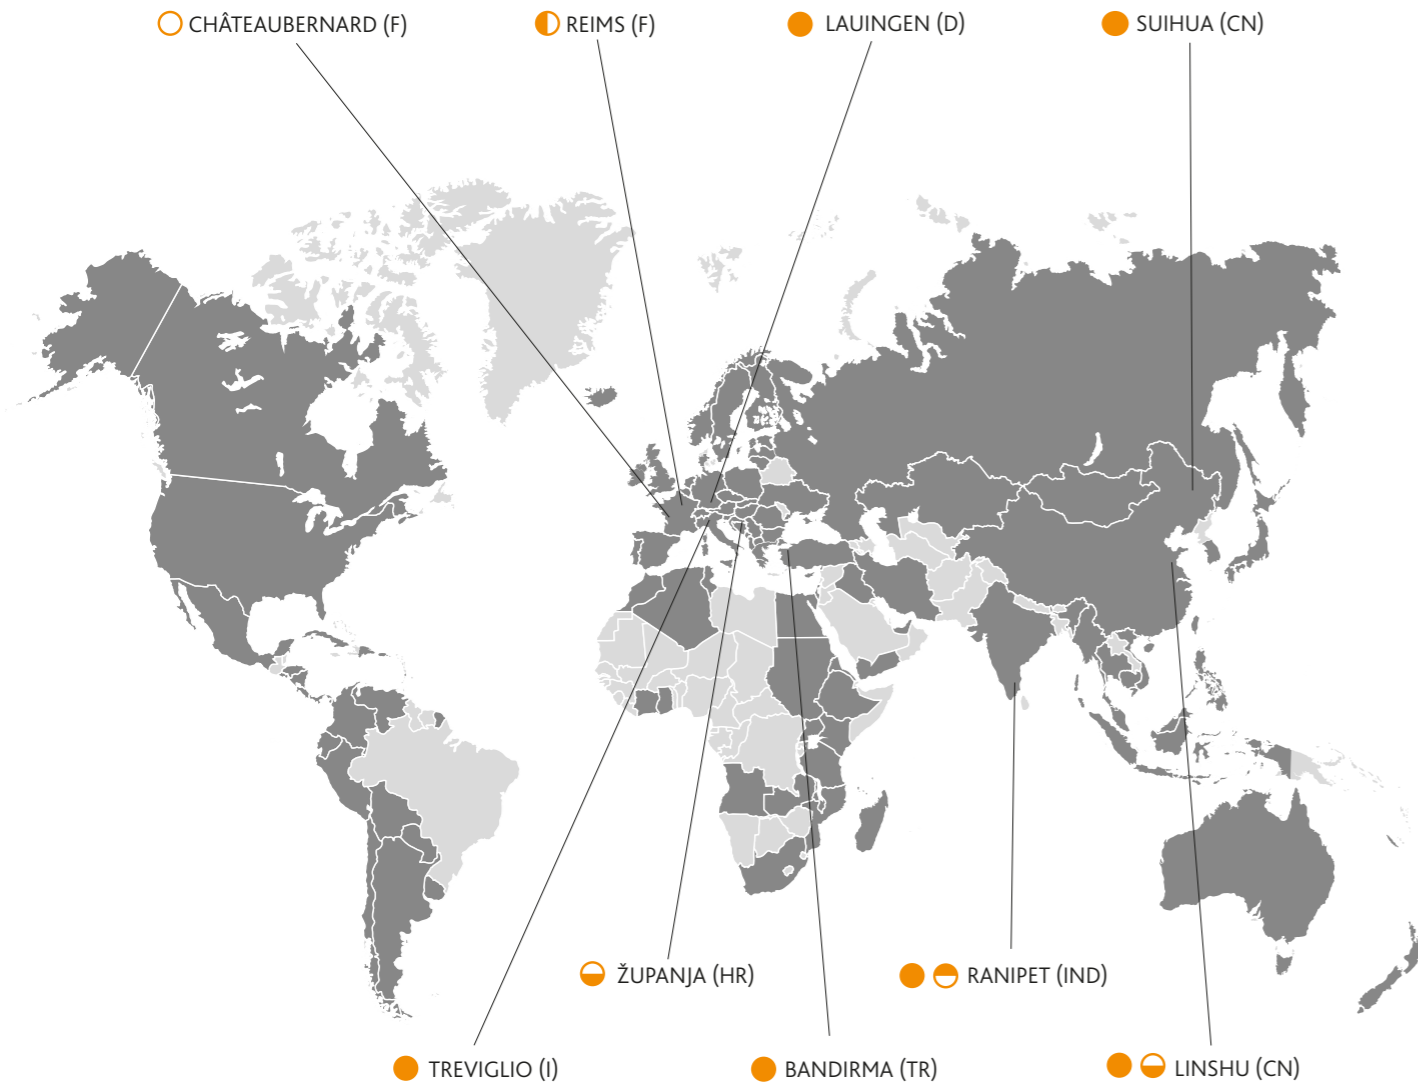 CHÂTEAUBERNARD (F)
REIMS (F)
LAUINGEN (D)
SUIHUA (CN)
ŽUPANJA (HR)
RANIPET (IND)
TREVIGLIO (I)
BANDIRMA (TR)
LINSHU (CN)